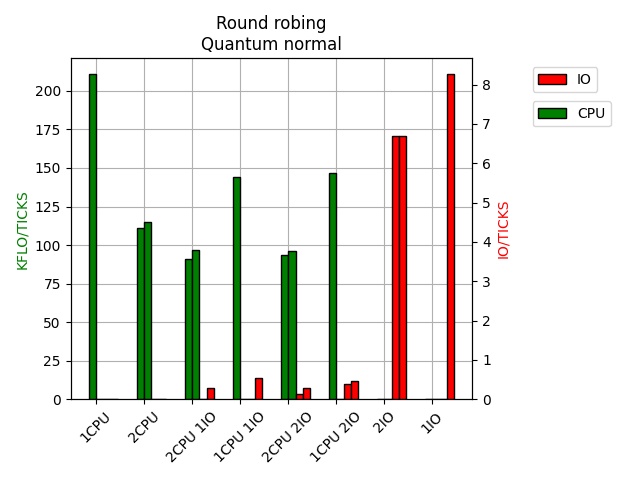 Round robing
Quantum normal
KFLO/TICKS
0
25
50
75
100
125
150
175
200
1CPU
2CPU
2CPU 1IO
1CPU 1IO
2CPU 2IO
1CPU 2IO
2IO
1IO
0
1
2
3
4
5
6
7
8
IO/TICKS
IO
CPU